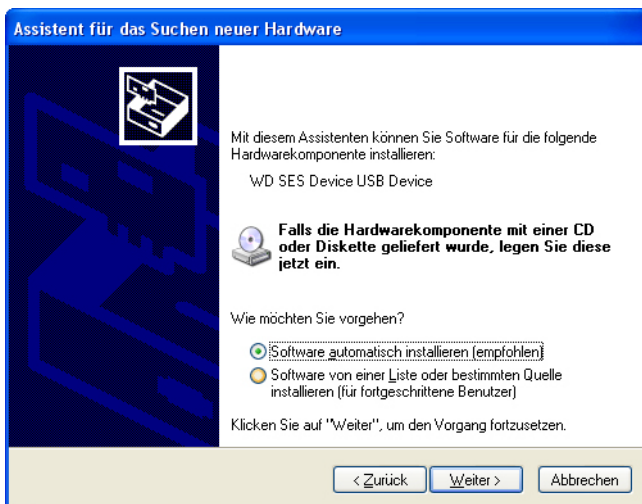 Assistent für das Suchen neuer Hardware
Mit diesem Assistenten können Sie Software für die folgende
Hardwarekomponente installieren:
WD SES Device USB Device
Falls die Hardwarekomponente mit einer CD
oder Diskette geliefert wurde, legen Sie diese
jetzt ein.
Wie möchten Sie vorgehen?
Software automatisch installieren (empfohlen)
Software von einer Liste oder bestimmten Quelle
installieren (für fortgeschrittene Benutzer)
Klicken Sie auf "Weiter", um den Vorgang fortzusetzen.
< Zurück Weiter > Abbrechen